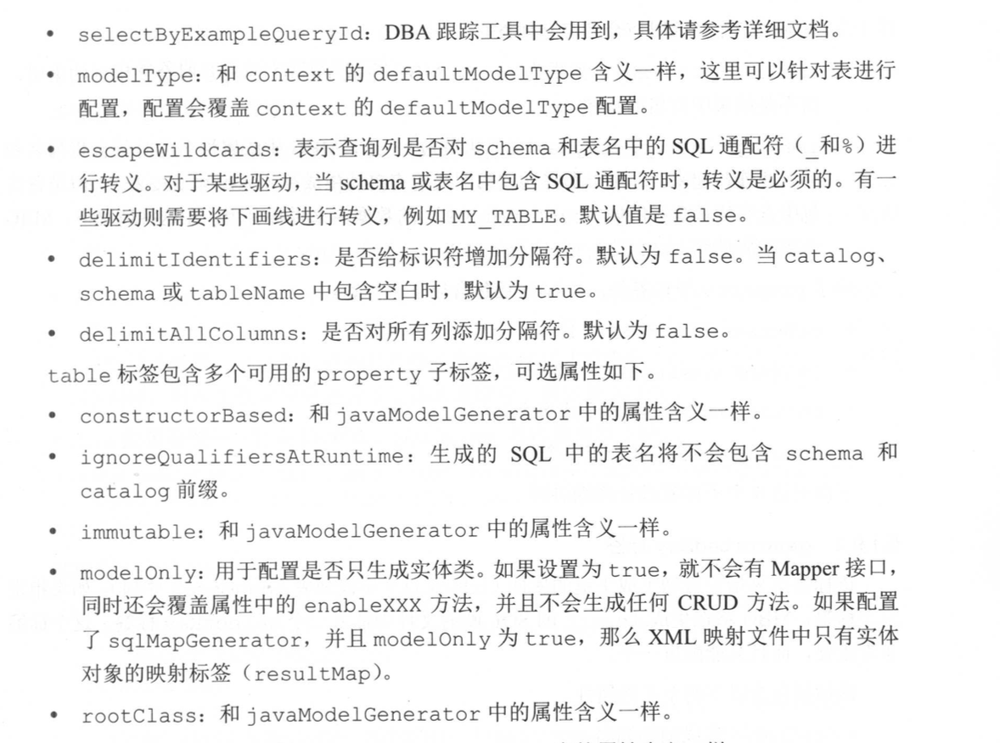 • selectByExampleQueryId：DBA 跟踪工具中会用到，具体请参考详细文档。
• modelType：和 context 的 defaultModelType 含义一样，这里可以针对表进行
配置，配置会覆盖 context 的 defaultModelType 配置。
• escapeWildcards：表示查询列是否对 schema 和表名中的 SQL 通配符（_和%）进
行转义。对于某些驱动，当 schema 或表名中包含 SQL 通配符时，转义是必须的。有一
些驱动则需要将下画线进行转义，例如 MY_TABLE。默认值是 false。
• delimitIdentifiers：是否给标识符增加分隔符。默认为 false。当 catalog、
schema 或 tableName 中包含空白时，默认为 true。
• delimitAllColumns：是否对所有列添加分隔符。默认为 false。
table 标签包含多个可用的 property 子标签，可选属性如下。
• constructorBased：和 javaModelGenerator 中的属性含义一样。
• ignoreQualifiersAtRuntime：生成的 SQL 中的表名将不会包含 schema 和
catalog 前缀。
• immutable：和 javaModelGenerator 中的属性含义一样。
• modelOnly：用于配置是否只生成实体类。如果设置为 true，就不会有 Mapper 接口，
同时还会覆盖属性中的 enableXXX 方法，并且不会生成任何 CRUD 方法。如果配置
了 sqlMapGenerator，并且 modelOnly 为 true，那么 XML 映射文件中只有实体
对象的映射标签（resultMap）。
• rootClass：和 javaModelGenerator 中的属性含义一样。